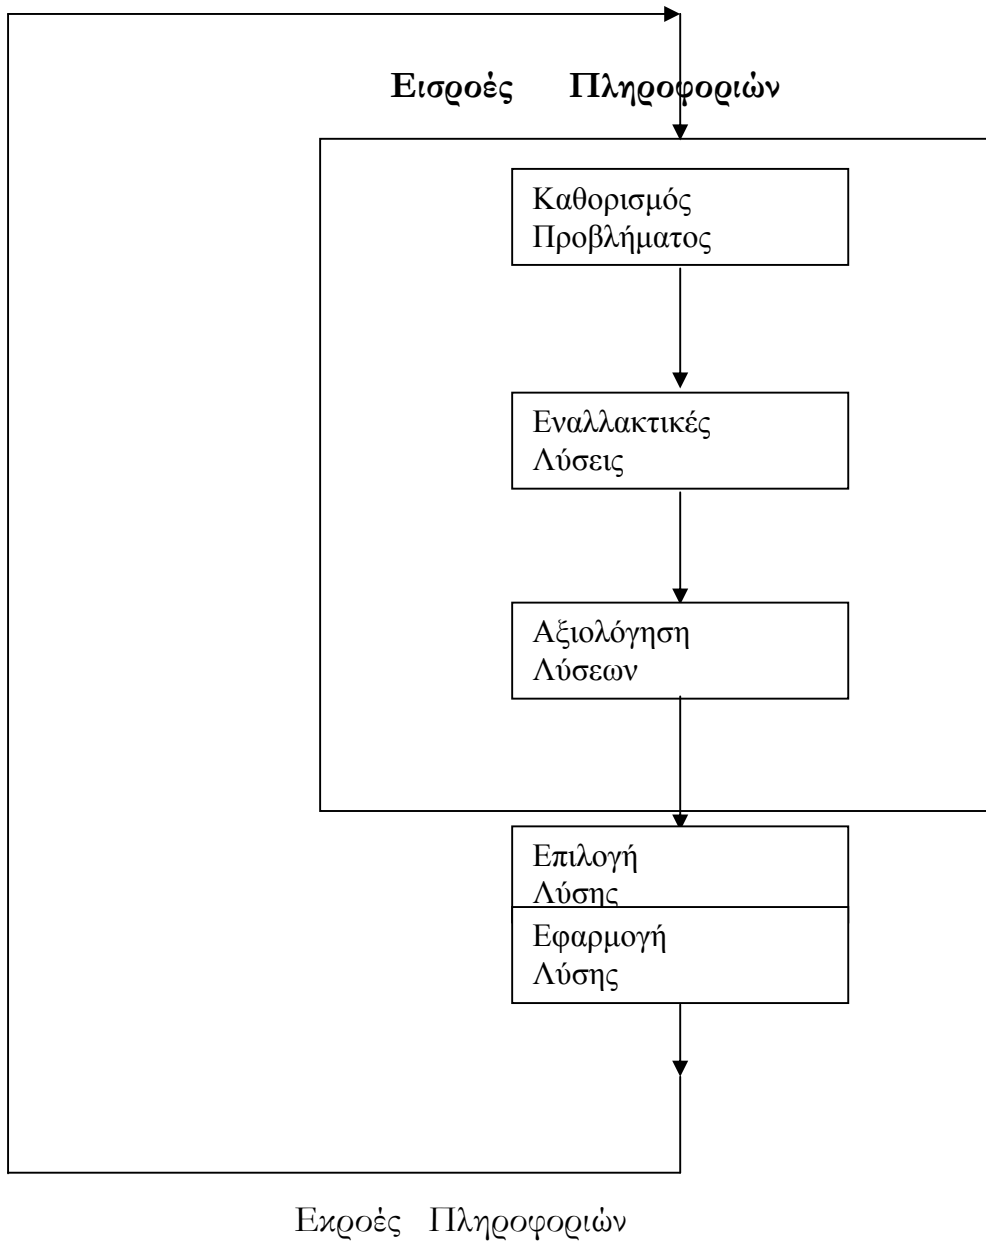 Εισροές Πληροφοριών
Καθορισμός
Προβλήματος
Εναλλακτικές
Λύσεις
Αξιολόγηση
Λύσεων
Επιλογή
Λύσης
Εφαρμογή
Λύσης
Εκροές Πληροφοριών